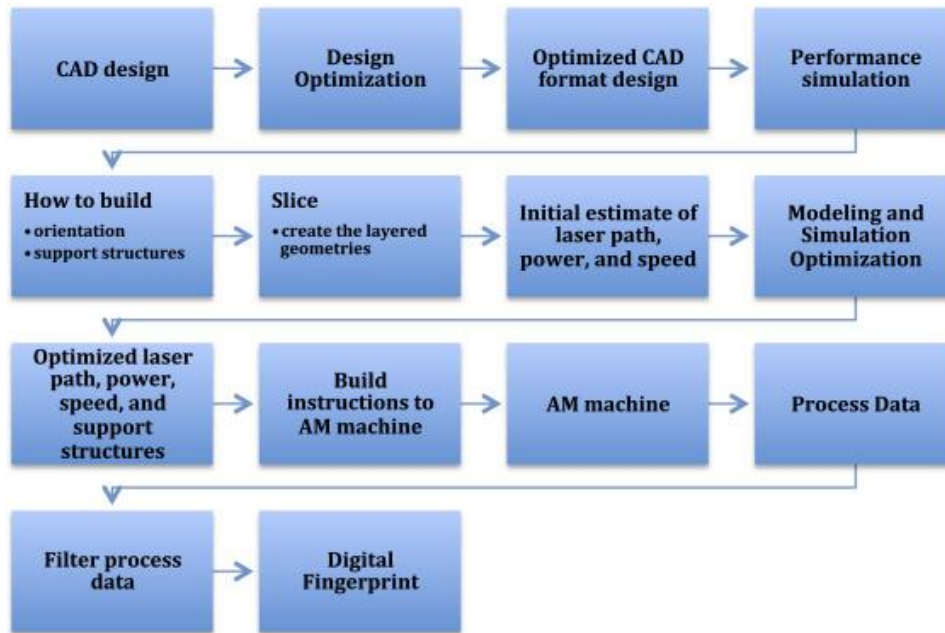 CAD design
Design
Optimization
Optimized CAD
format design
Performance
simulation
How to build
• orientation
• support structures
Slice
• create the layered
geometries
Initial estimate of
laser path,
power, and speed
Modeling and
Simulation
Optimization
Optimized laser
path, power,
speed, and
support
structures
Build
instructions to
AM machine
AM machine
Process Data
Filter process
data
Digital
Fingerprint